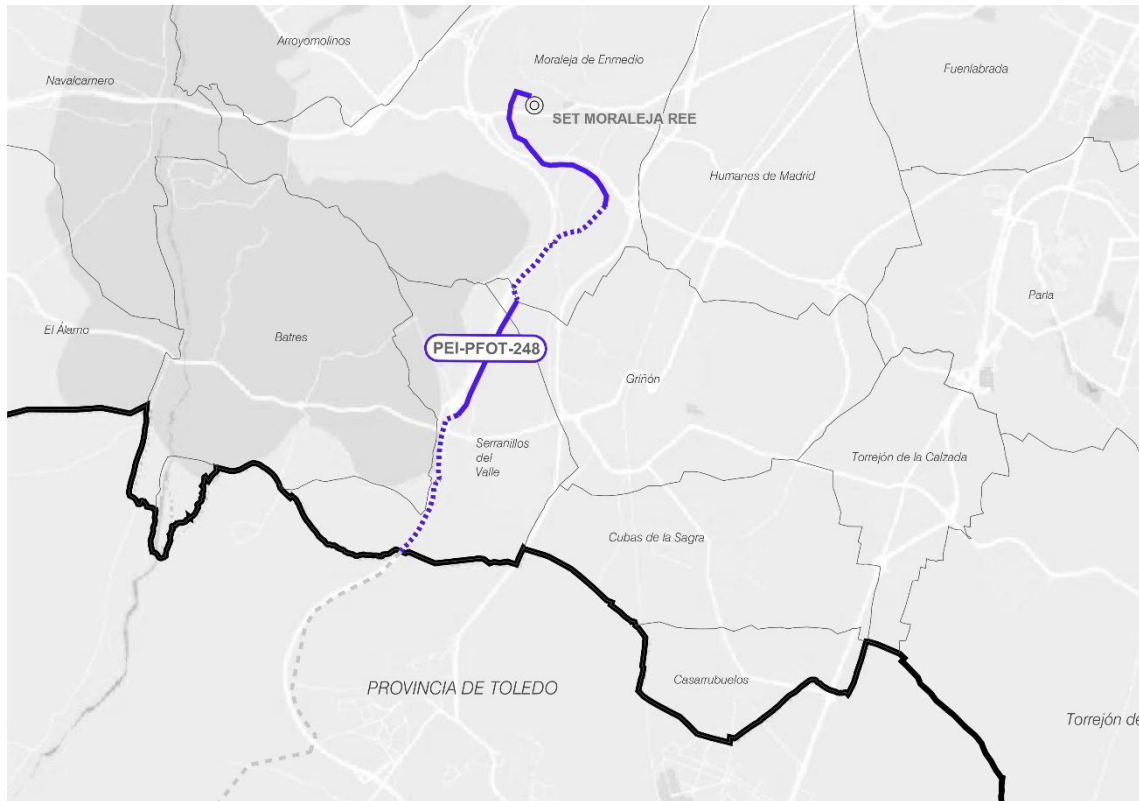 Arroyomolinos
Moraleja de Enmedio
Fuenlabrada
Navalcarnero
SET MORALEJA REE
Humanes de Madrid
Parla
El Álamo
Batres
PEI-PFOT-248
Griñón
Serranillos
del
Valle
Torrejón de la Calzada
Cubas de la Sagra
Casarrubuelos
PROVINCIA DE TOLEDO
Torrejón de